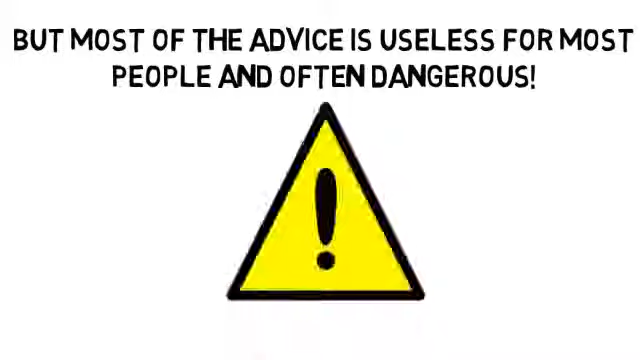 BUT MOST OF THE ADVICE IS USELESS FOR MOST
PEOPLE AND OFTEN DANGEROUS!
!